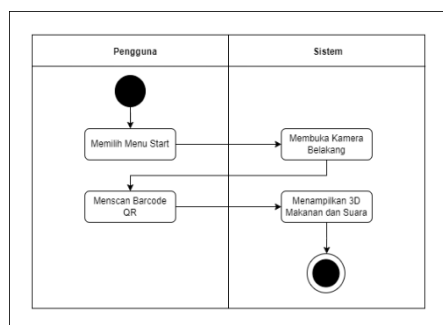 Pengguna
Sistem
Memilih Menu Start
Membuka Kamera
Belakang
Menscan Barcode
QR
Menampilkan 3D
Makanan dan Suara